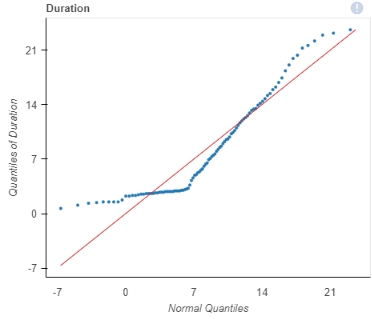 Duration
!
21
14
7
0
-7
Quantiles of Duration
-7 0 7 14 21
Normal Quantiles